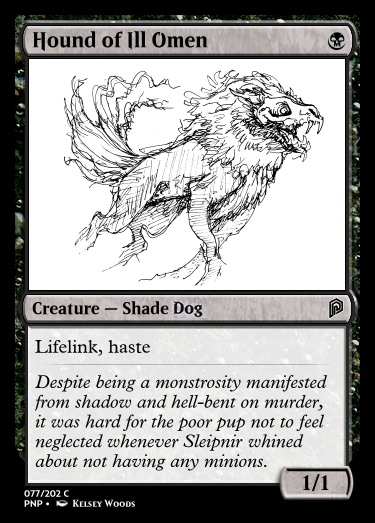 Hound of Ill Omen
Creature — Shade Dog
Lifelink, haste
Despite being a monstrosity manifested
from shadow and hell-bent on murder,
it was hard for the poor pup not to feel
neglected whenever Sleipnir whined
about not having any minions.
1/1
077/202 C
PNP • Kelsey Woods